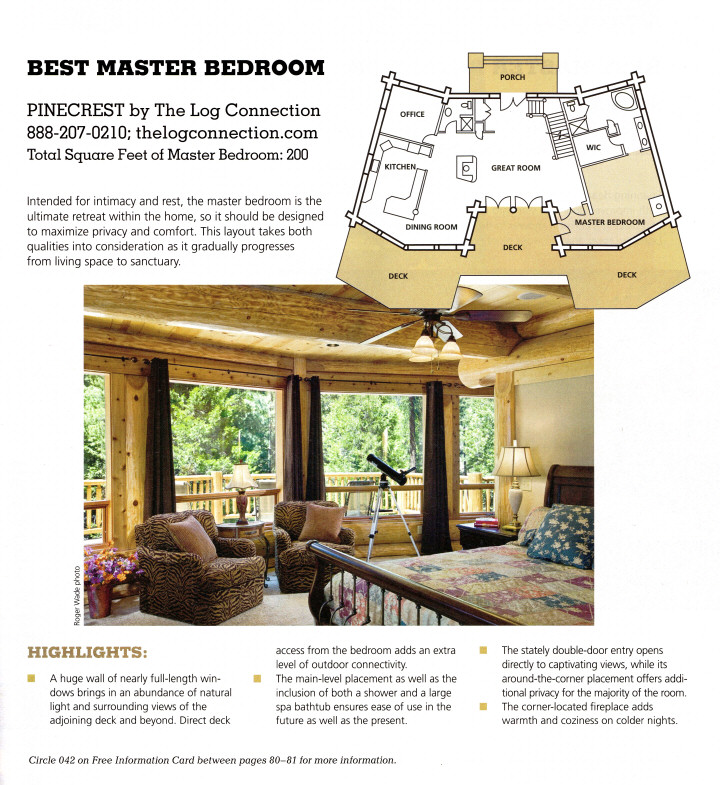 BEST MASTER BEDROOM
PINECREST by The Log Connection
888-207-0210; thelogconnection.com
Total Square Feet of Master Bedroom: 200
Intended for intimacy and rest, the master bedroom is the
ultimate retreat within the home, so it should be designed
to maximize privacy and comfort. This layout takes both
qualities into consideration as it gradually progresses
from living space to sanctuary.
PORCH
OFFICE
KITCHEN
GREAT ROOM
WIC
DINING ROOM
MASTER BEDROOM
DECK
DECK
DECK
Roger Wade photo
HIGHLIGHTS:
A huge wall of nearly full-length win-
dows brings in an abundance of natural
light and surrounding views of the
adjoining deck and beyond. Direct deck
access from the bedroom adds an extra
level of outdoor connectivity.
The main-level placement as well as the
inclusion of both a shower and a large
spa bathtub ensures ease of use in the
future as well as the present.
The stately double-door entry opens
directly to captivating views, while its
around-the-corner placement offers addi-
tional privacy for the majority of the room.
The corner-located fireplace adds
warmth and coziness on colder nights.
Circle 042 on Free Information Card between pages 80–81 for more information.